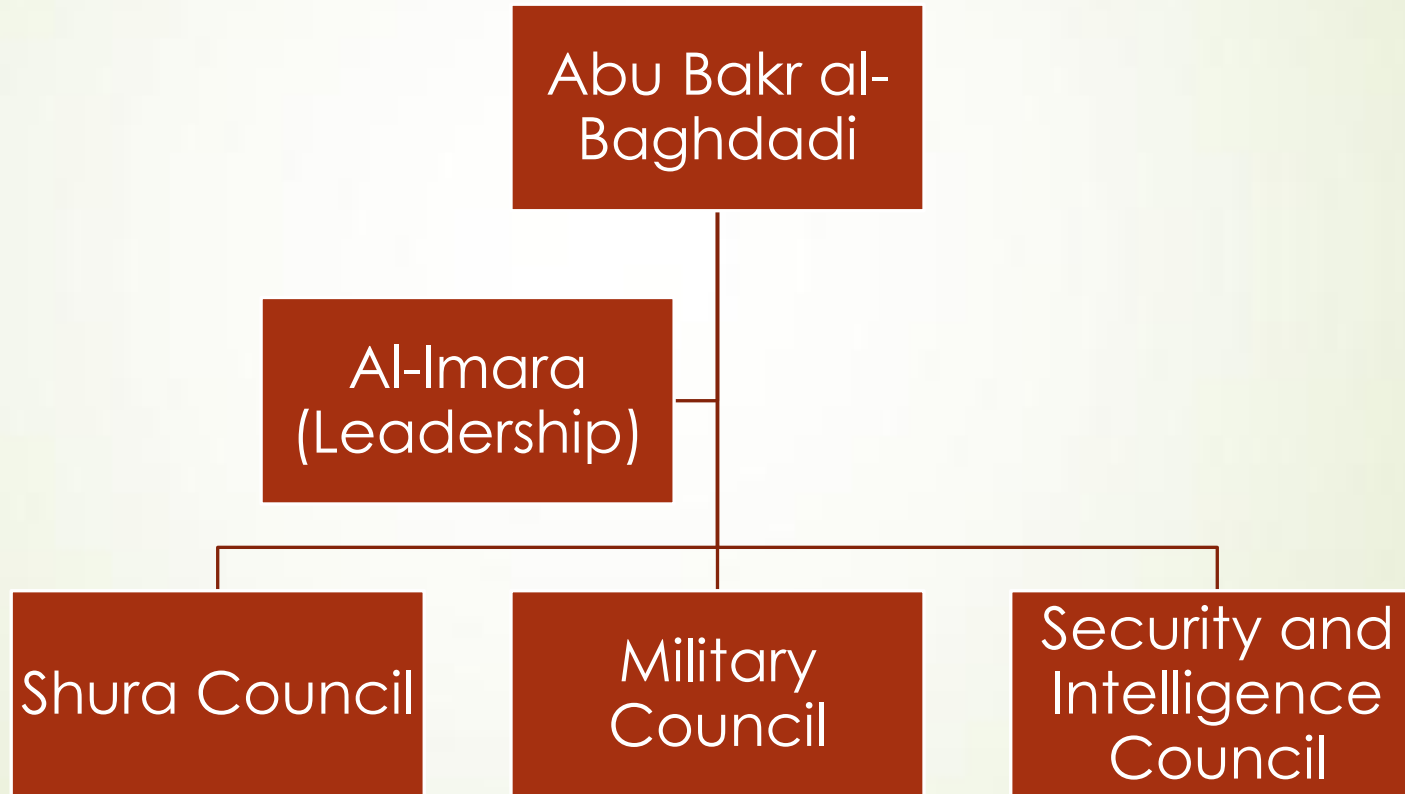 Abu Bakr al-
Baghdadi
Al-Imara
(Leadership)
Shura Council
Military
Council
Security and
Intelligence
Council